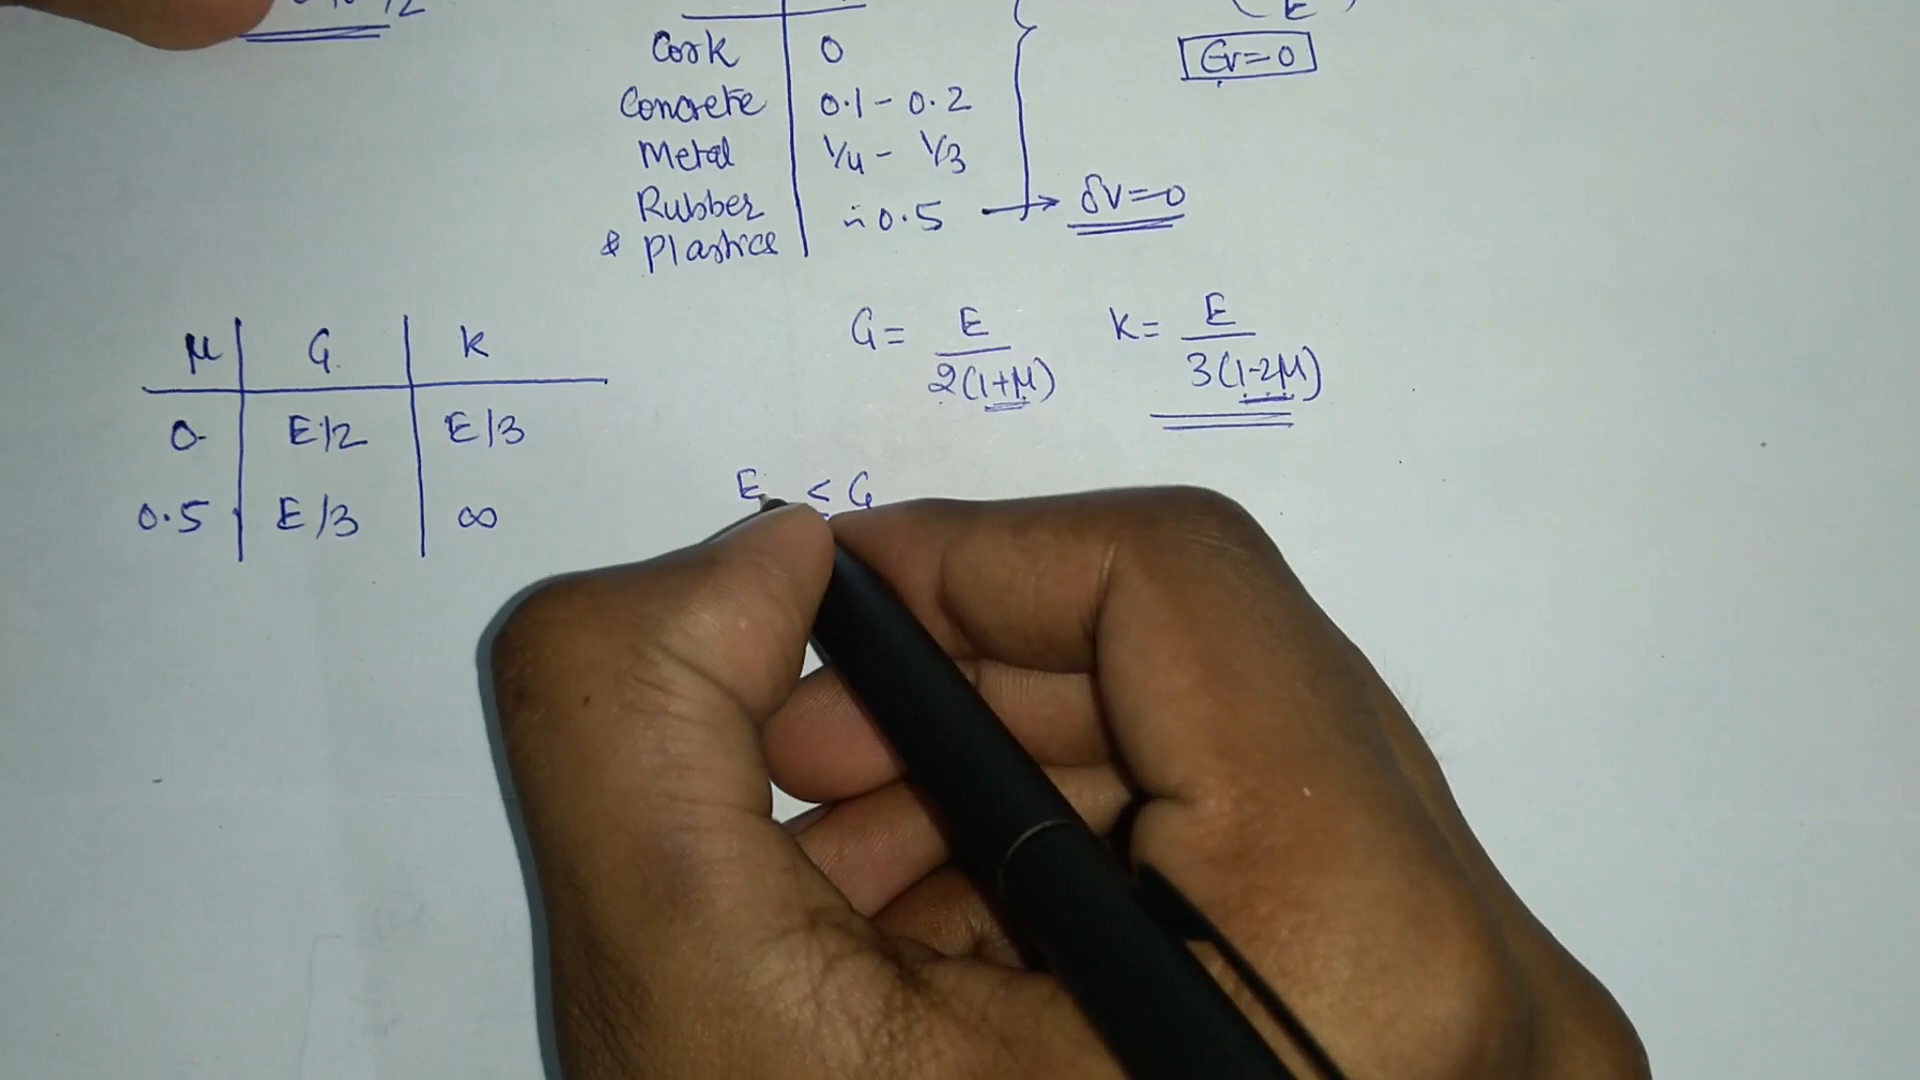 Cork | 0
Concrete | 0.1 - 0.2
Metal | 1/4 - 1/3
Rubber & Plastics | ≈ 0.5 → δV=0
E
Ev=0
G = E / 2(1+μ)
K = E / 3(1-2μ)
μ | G | K
0 | E/2 | E/3
0.5 | E/3 | ∞
E < G